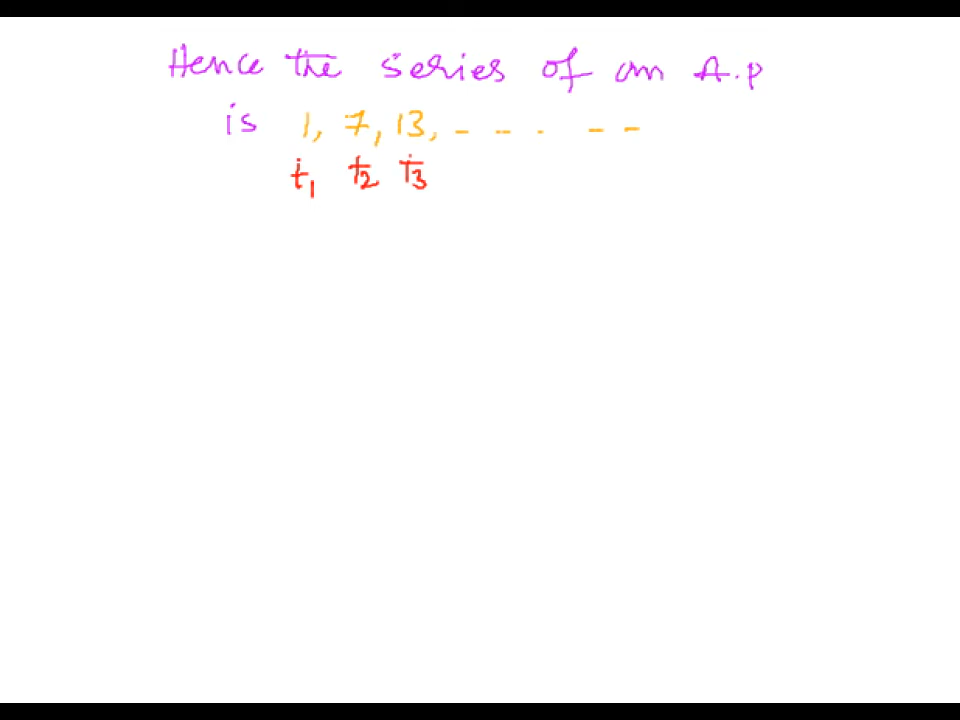 Hence the series of an A.P
is 1, 7, 13, - - - - -
t1 t2 t3